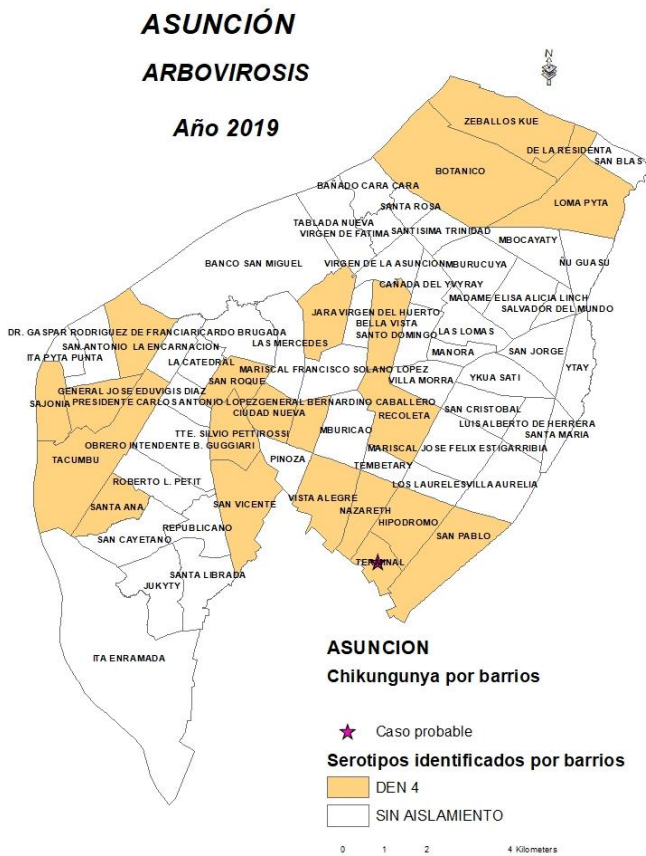 ASUNCIÓN
ARBOVIROSIS
Año 2019
N
ZEBALLOS KUE
DE LA RESIDENTA
SAN BLAS
BOTANICO
BAÑADO CARA CARA
LOMA PYTA
SANTA ROSA
TABLADA NUEVA
VIRGEN DE FATIMA
SANTISIMA TRINIDAD
MBOCAYATY
BANCO SAN MIGUEL
VIRGEN DE LA ASUNCION
MBURUCUYA
ÑU GUASU
CAÑADA DEL YVYRAY
MADAME ELISA ALICIA LINCH
JARA
VIRGEN DEL HUERTO
SALVADOR DEL MUNDO
BELLA VISTA
DR. GASPAR RODRIGUEZ DE FRANCIA
RICARDO BRUGADA
SANTO DOMINGO
LAS LOMAS
SAN ANTONIO
LA ENCARNACION
LAS MERCEDES
ITA PYTA PUNTA
LA CATEDRAL
MANORA
SAN JORGE
MARISCAL FRANCISCO SOLANO LOPEZ
YTAY
SAN ROQUE
VILLA MORRA
YKUA SATI
GENERAL JOSE EDUVIGIS DIAZ
SAJONIA
PRESIDENTE CARLOS ANTONIO LOPEZ
GENERAL BERNARDINO CABALLERO
CIUDAD NUEVA
RECOLETA
SAN CRISTOBAL
LUIS ALBERTO DE HERRERA
TTE. SILVIO PETTIROSSI
MBURICAO
SANTA MARIA
OBRERO INTENDENTE B. GUGGIARI
MARISCAL JOSE FELIX ESTIGARRIBIA
TACUMBU
PINOZA
TEMBETARY
ROBERTO L. PETIT
LOS LAURELES
VILLA AURELIA
SANTA ANA
SAN VICENTE
VISTA ALEGRE
NAZARETH
REPUBLICANO
HIPODROMO
SAN CAYETANO
SAN PABLO
TERMINAL
SANTA LIBRADA
JUKYTY
ITA ENRAMADA
ASUNCION
Chikungunya por barrios
Caso probable
Serotipos identificados por barrios
DEN 4
SIN AISLAMIENTO
0 1 2 4 Kilometers